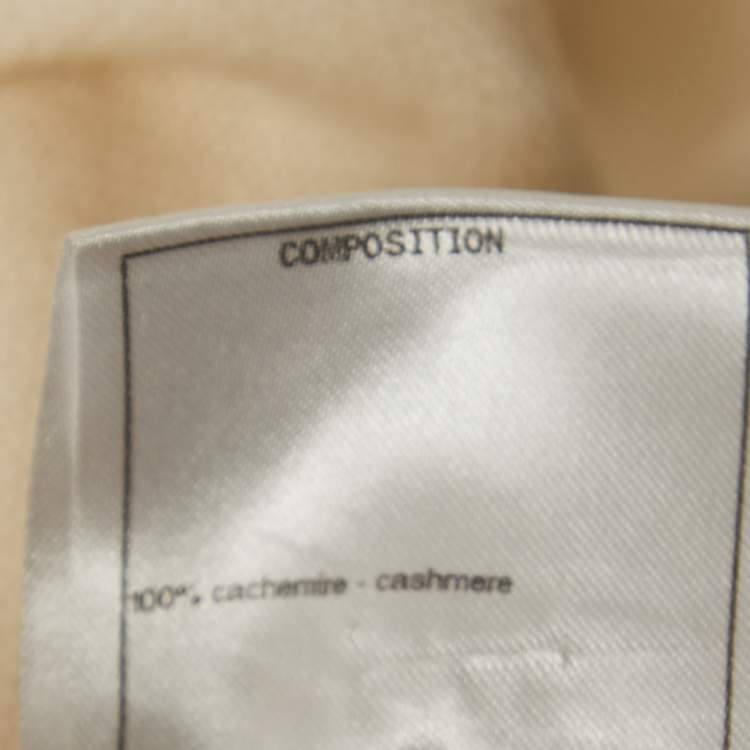 COMPOSITION
100% cachemire - cashmere